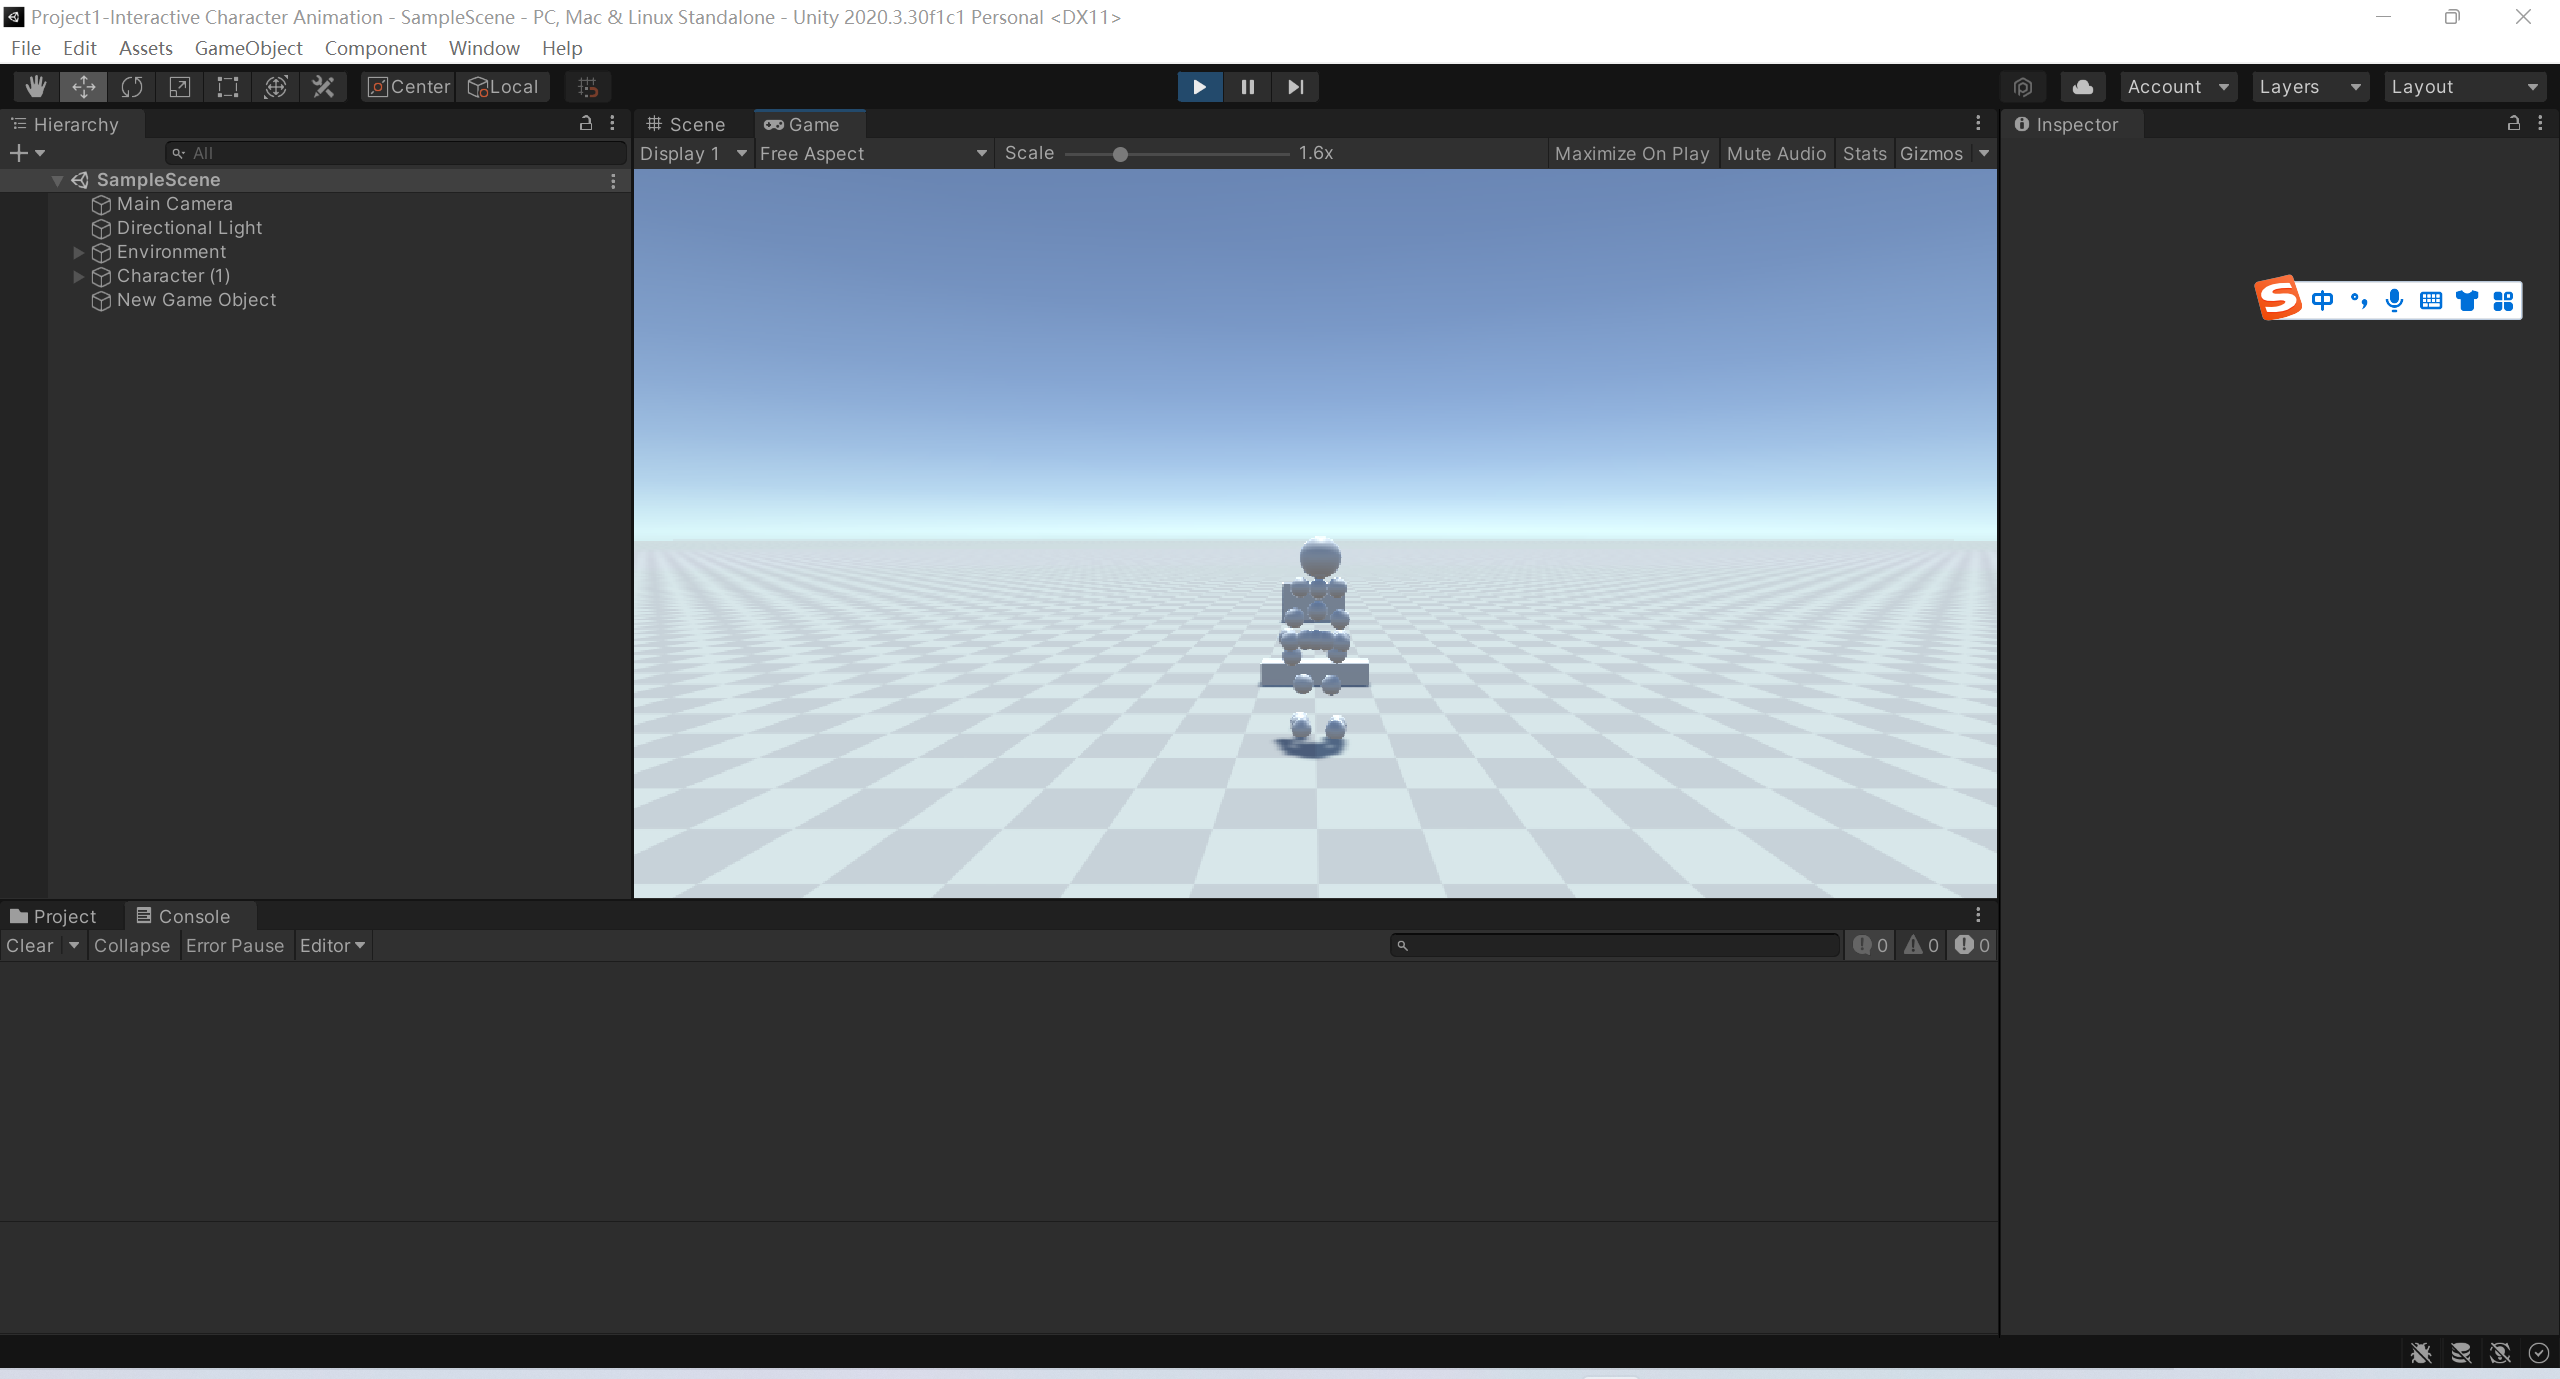 Project1-Interactive Character Animation - SampleScene - PC, Mac & Linux Standalone - Unity 2020.3.30f1c1 Personal <DX11>
File Edit Assets GameObject Component Window Help
Center Local Account Layers Layout
Hierarchy Scene Game Inspector
All Display 1 Free Aspect Scale 1.6x Maximize On Play Mute Audio Stats Gizmos
SampleScene
Main Camera
Directional Light
Environment
Character (1)
New Game Object
S 中 °,
Project Console
Clear Collapse Error Pause Editor 0 0 0